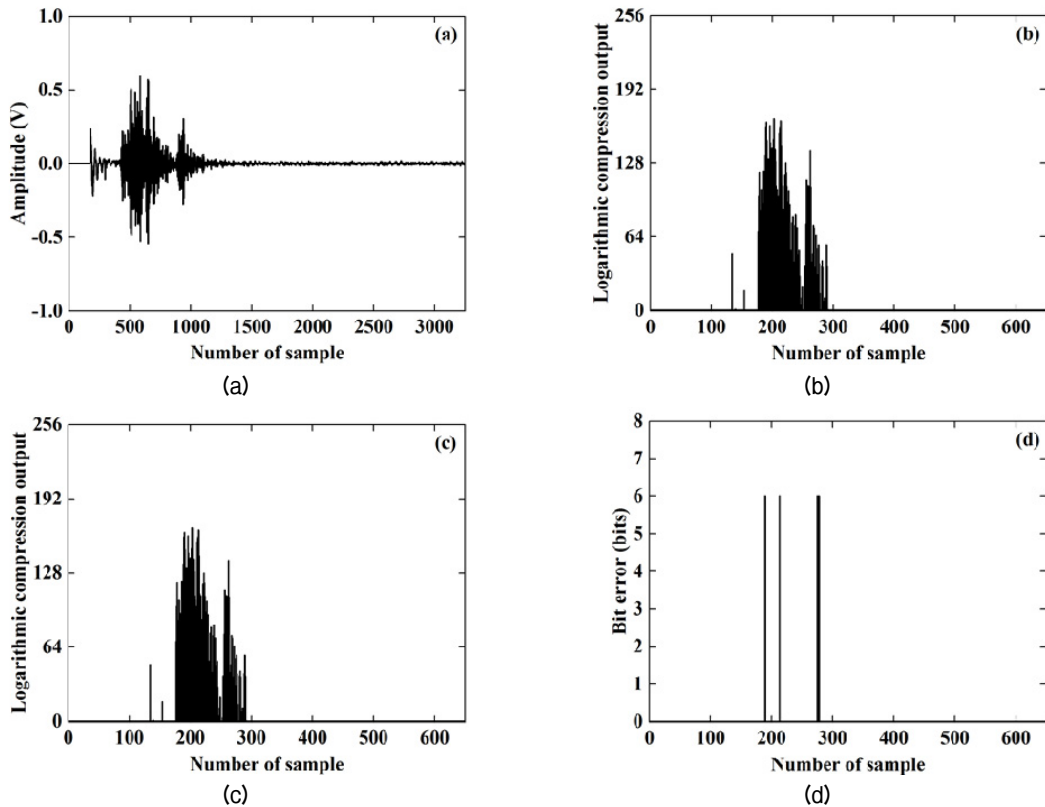 (a)
1.0
0.5
0.0
-0.5
-1.0
Amplitude (V)
0 500 1000 1500 2000 2500 3000
Number of sample
(a)
(b)
256
192
128
64
0
Logarithmic compression output
0 100 200 300 400 500 600
Number of sample
(b)
(c)
256
192
128
64
0
Logarithmic compression output
0 100 200 300 400 500 600
Number of sample
(c)
(d)
8
7
6
5
4
3
2
1
0
Bit error (bits)
0 100 200 300 400 500 600
Number of sample
(d)